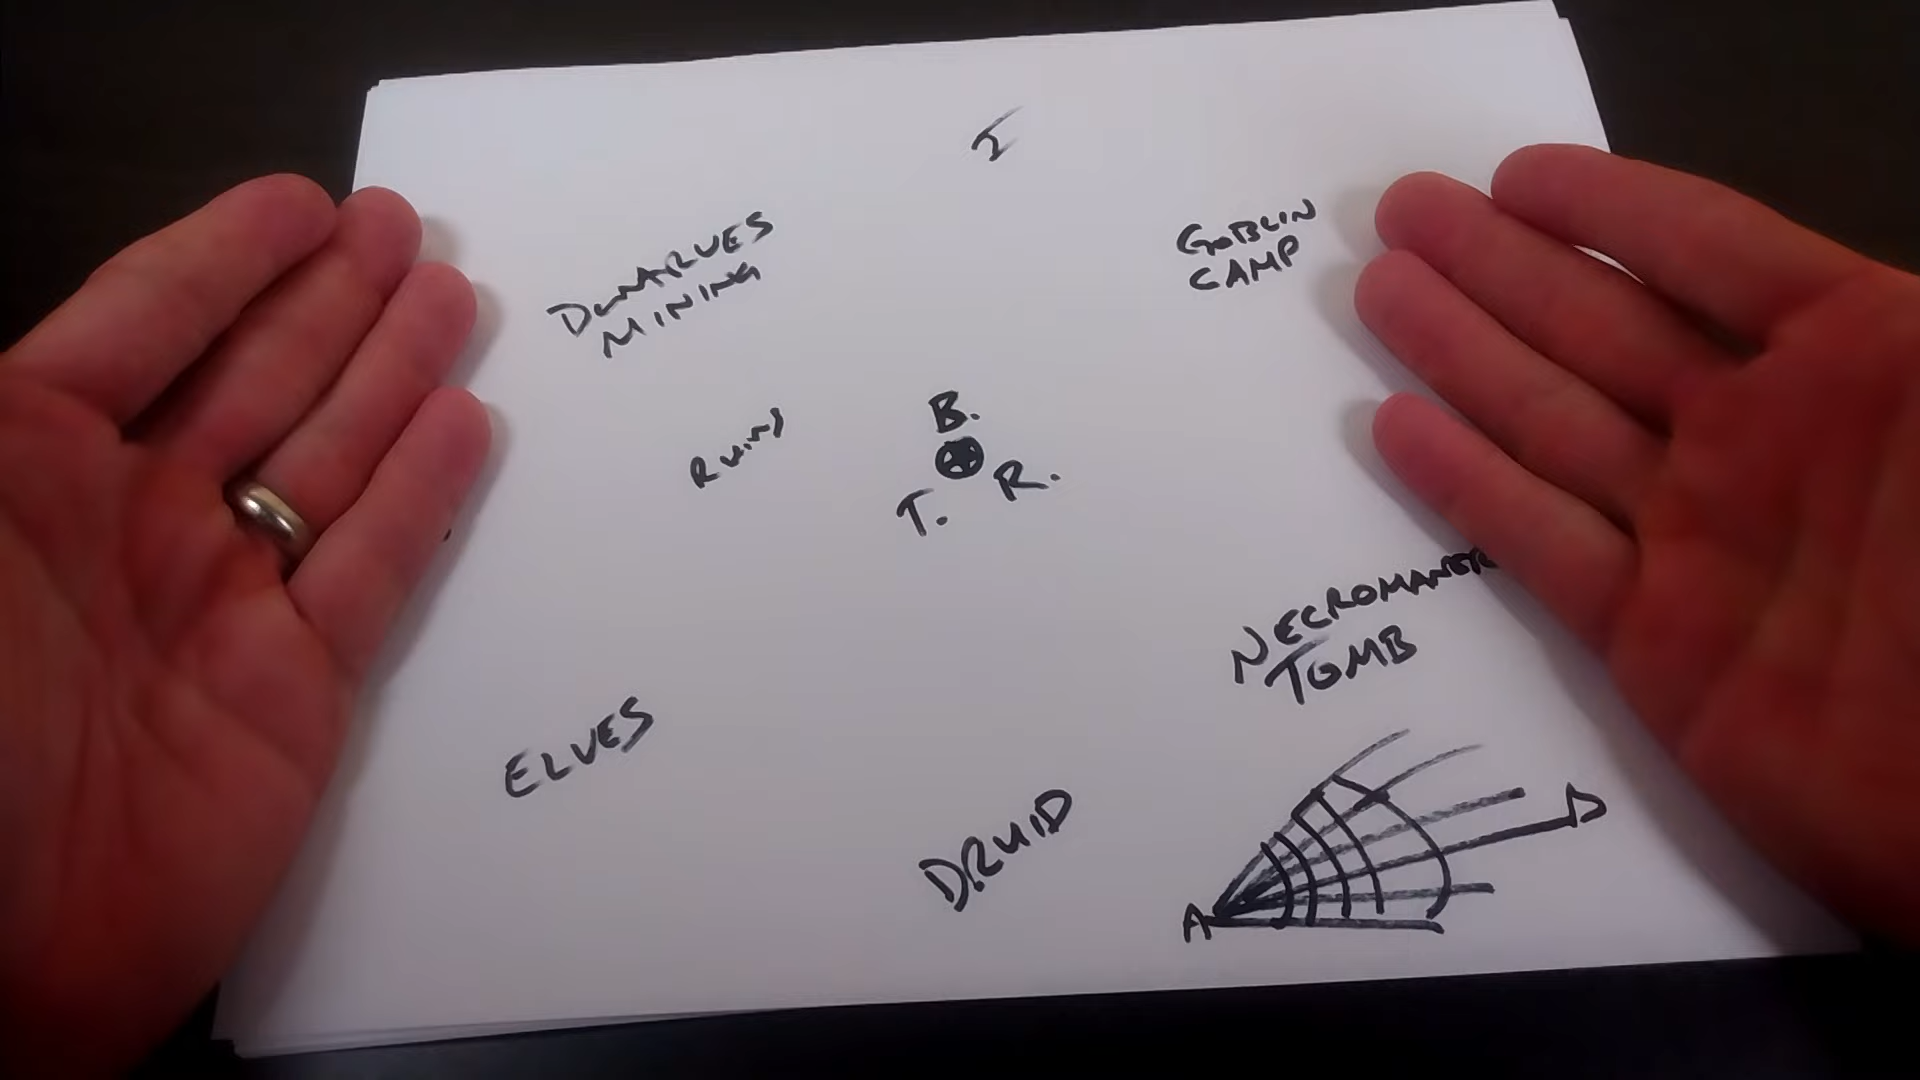 I
DWARVES
MINING
GOBLIN
CAMP
B.
RUINS
R.
T.
NECROMANCER
TOMB
ELVES
DRUID
A
B